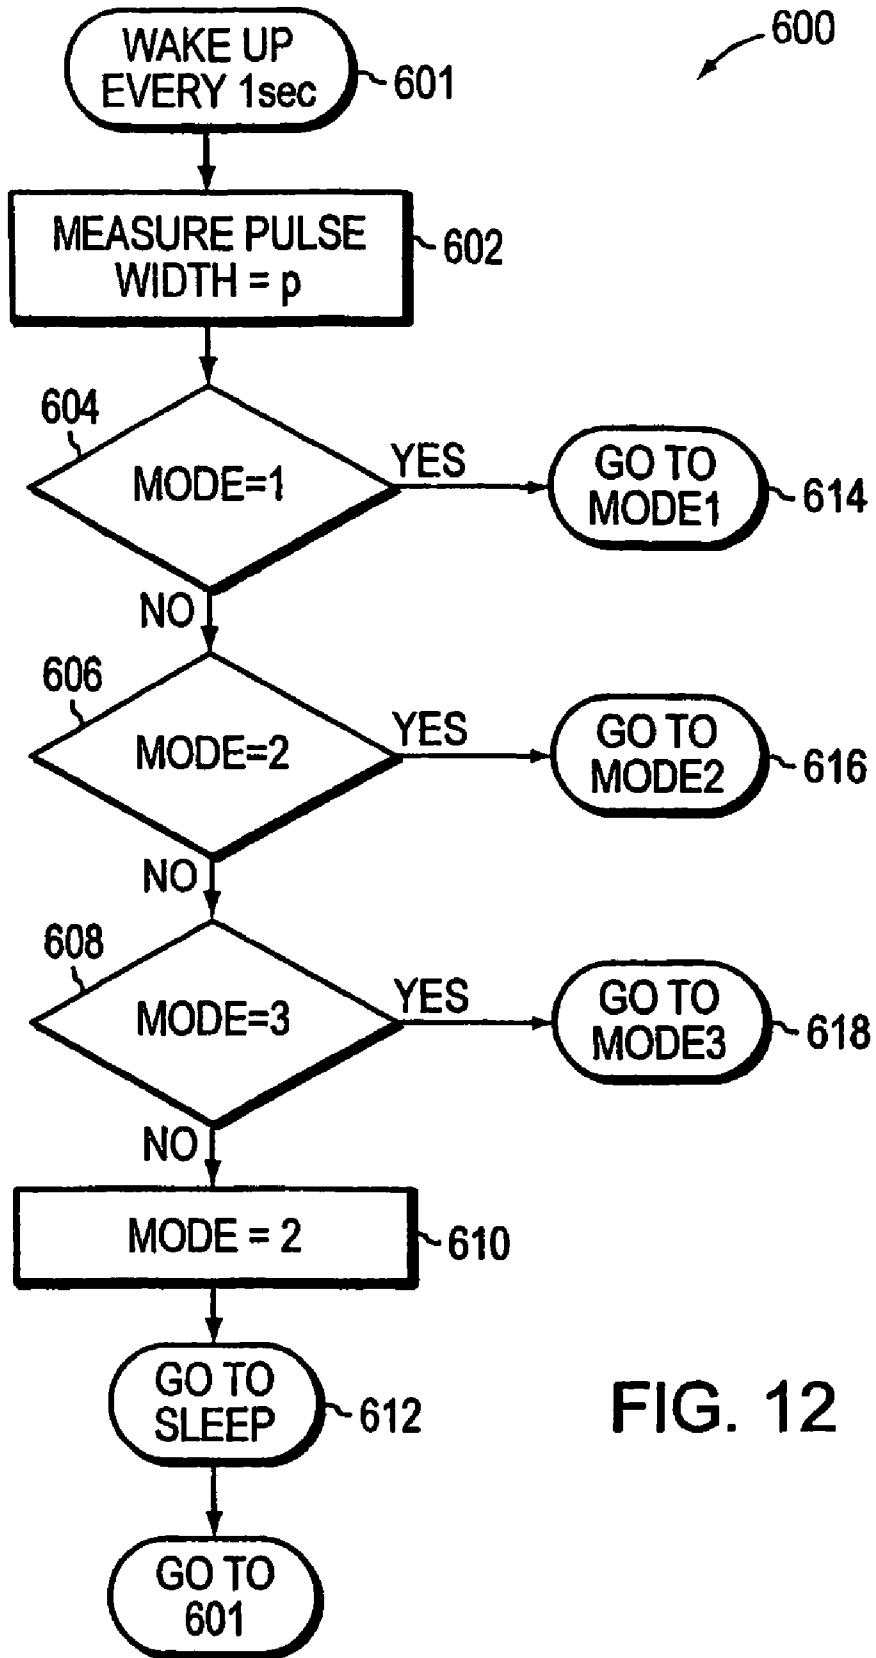 600
WAKE UP
EVERY 1sec
601
MEASURE PULSE
WIDTH = p
602
604
MODE=1
YES
GO TO
MODE1
614
NO
606
MODE=2
YES
GO TO
MODE2
616
NO
608
MODE=3
YES
GO TO
MODE3
618
NO
MODE = 2
610
GO TO
SLEEP
612
FIG. 12
GO TO
601